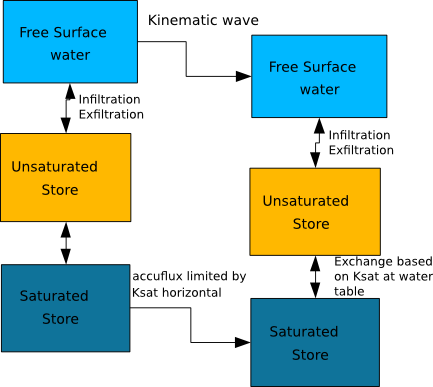 Free Surface
water
Kinematic wave
Free Surface
water
Infiltration
Exfiltration
Infiltration
Exfiltration
Unsaturated
Store
Unsaturated
Store
accuflux limited by
Ksat horizontal
Exchange based
on Ksat at water
table
Saturated
Store
Saturated
Store